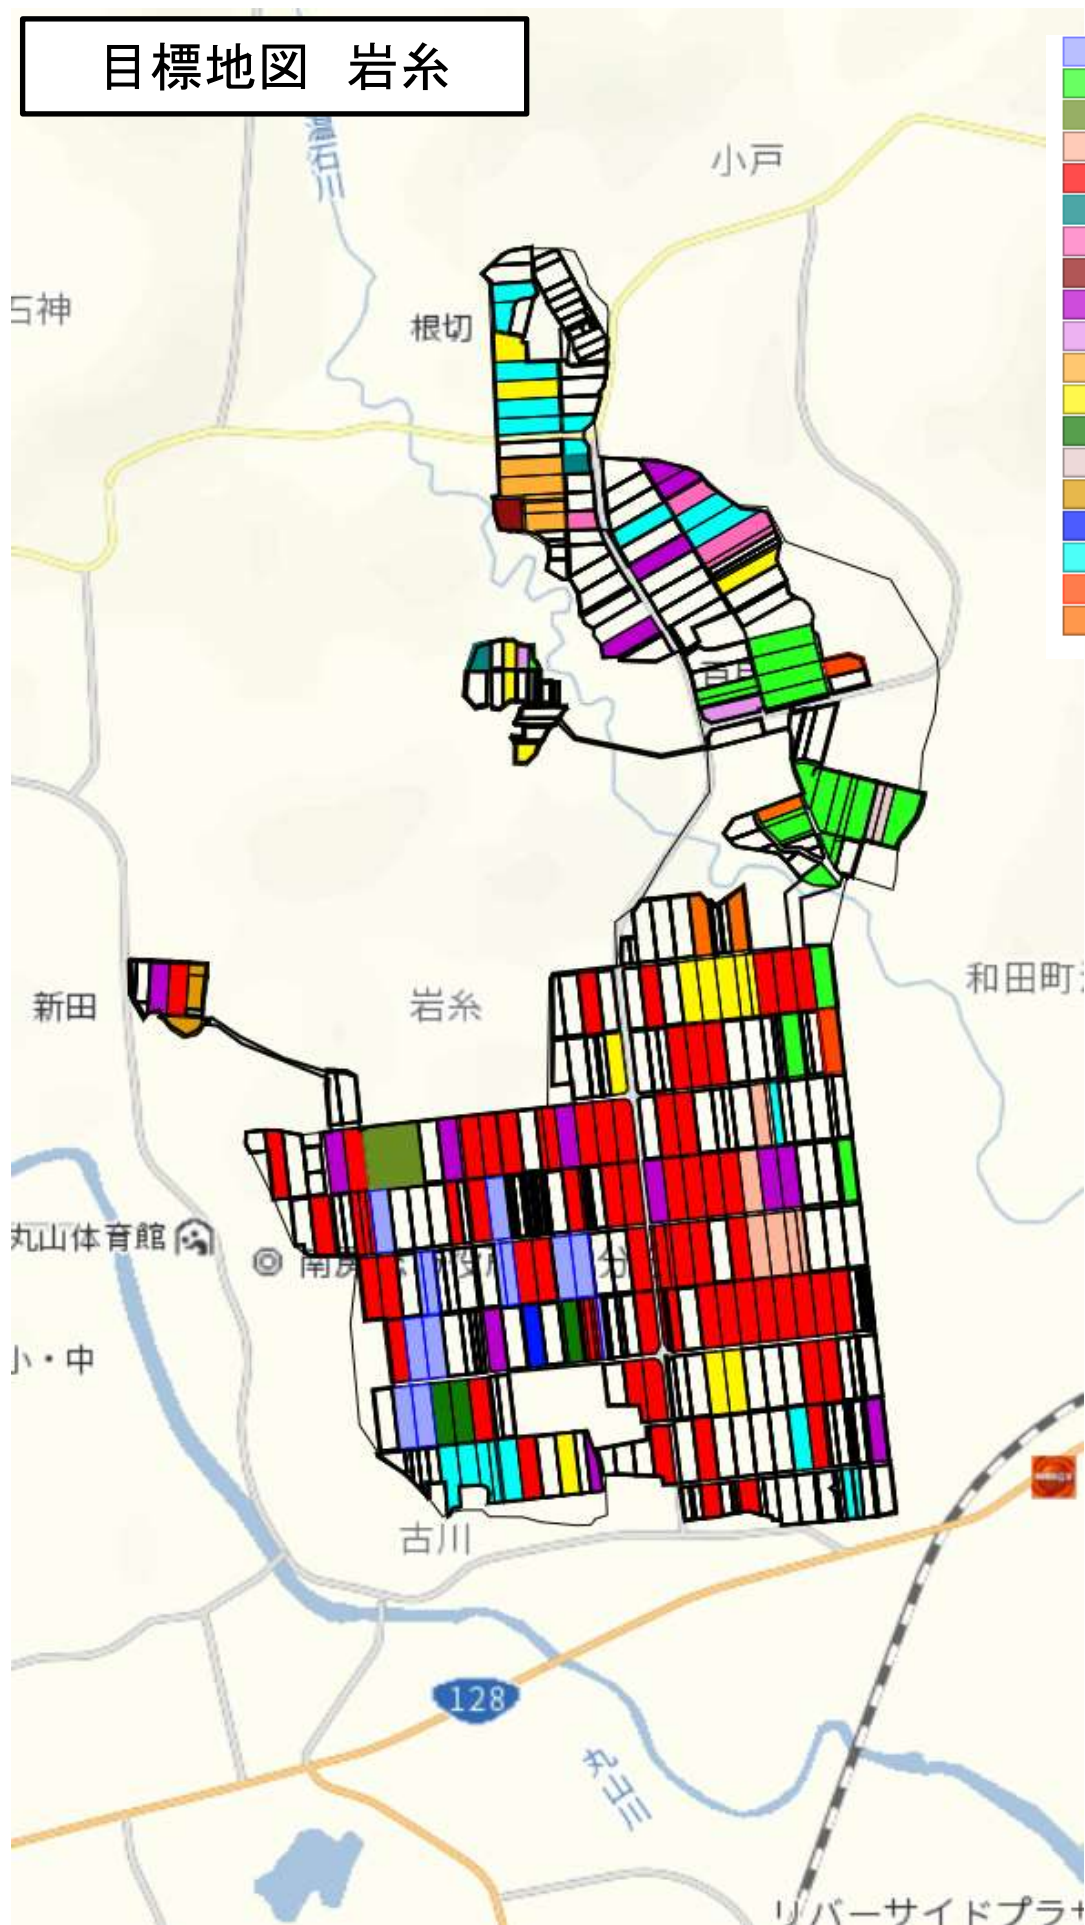 目標地図 岩糸
小戸
石神
根切
和田町
新田
岩糸
丸山体育館
小・中
古川
128
丸山川
リバーサイドプラザ